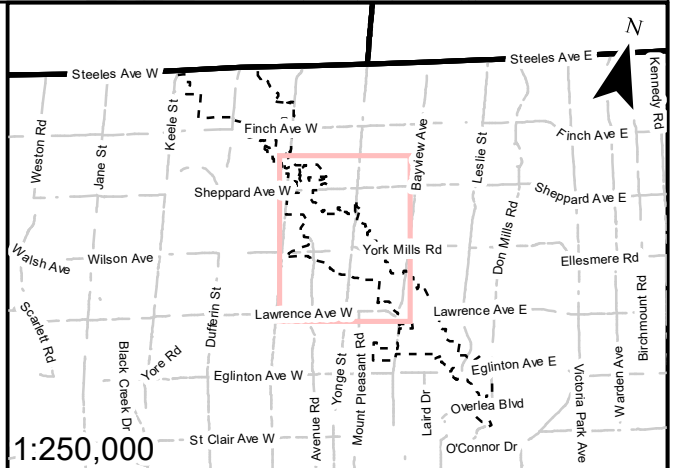 N
Steeles Ave W
Steeles Ave E
Kennedy Rd
Weston Rd
Jane St
Keele St
Finch Ave W
Bayview Ave
Leslie St
Finch Ave E
Sheppard Ave W
Sheppard Ave E
Don Mills Rd
Walsh Ave
Wilson Ave
York Mills Rd
Ellesmere Rd
Scarlett Rd
Dufferin St
Lawrence Ave W
Lawrence Ave E
Birchmount Rd
Black Creek Dr
Yore Rd
Eglinton Ave W
Yonge St
Mount Pleasant Rd
Eglinton Ave E
Victoria Park Ave
Warden Ave
Avenue Rd
Laird Dr
Overlea Blvd
St Clair Ave W
O'Connor Dr
1:250,000